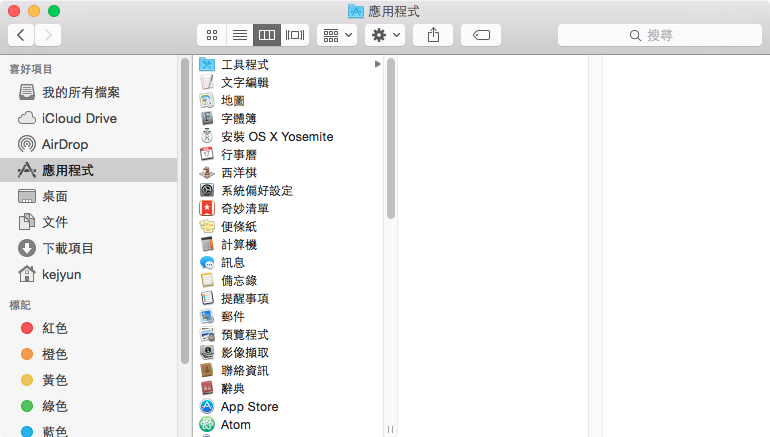 應用程式
搜尋
喜好項目
我的所有檔案
iCloud Drive
AirDrop
應用程式
桌面
文件
下載項目
kejyun
標記
紅色
橙色
黃色
綠色
藍色
工具程式
文字編輯
地圖
字體簿
安裝 OS X Yosemite
行事曆
西洋棋
系統偏好設定
奇妙清單
便條紙
計算機
訊息
備忘錄
提醒事項
郵件
預覽程式
影像擷取
聯絡資訊
辭典
App Store
Atom